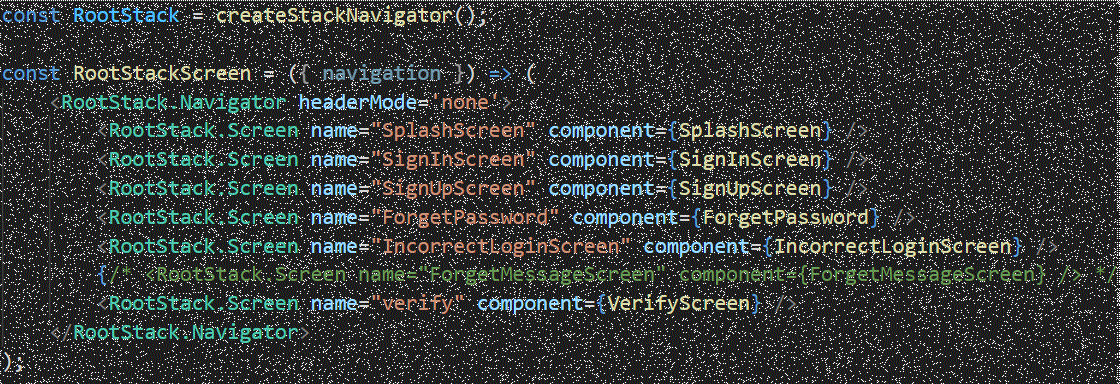 const RootStack = createStackNavigator();
const RootStackScreen = ({ navigation }) => (
<RootStack.Navigator headerMode='none'>
<RootStack.Screen name="SplashScreen" component={SplashScreen} />
<RootStack.Screen name="SignInScreen" component={SignInScreen} />
<RootStack.Screen name="SignUpScreen" component={SignUpScreen} />
<RootStack.Screen name="ForgetPassword" component={ForgetPassword} />
<RootStack.Screen name="IncorrectLoginScreen" component={IncorrectLoginScreen} />
{/* <RootStack.Screen name="ForgetMessageScreen" component={ForgetMessageScreen} /> */
<RootStack.Screen name="verify" component={VerifyScreen} />
</RootStack.Navigator>
);